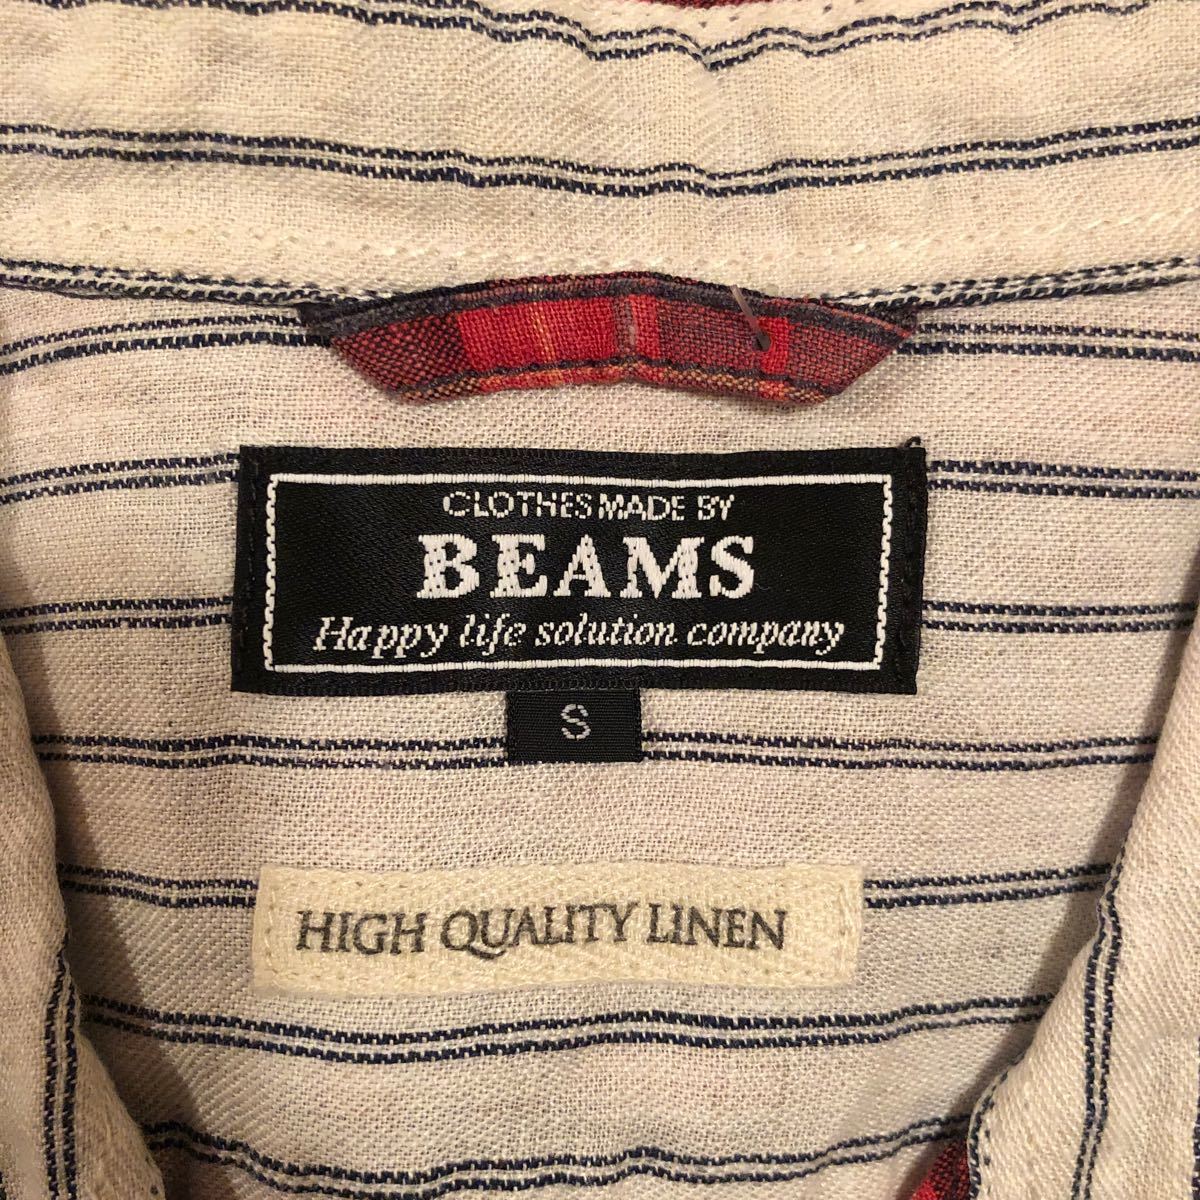 CLOTHES MADE BY
BEAMS
Happy life solution company
S
HIGH QUALITY LINEN